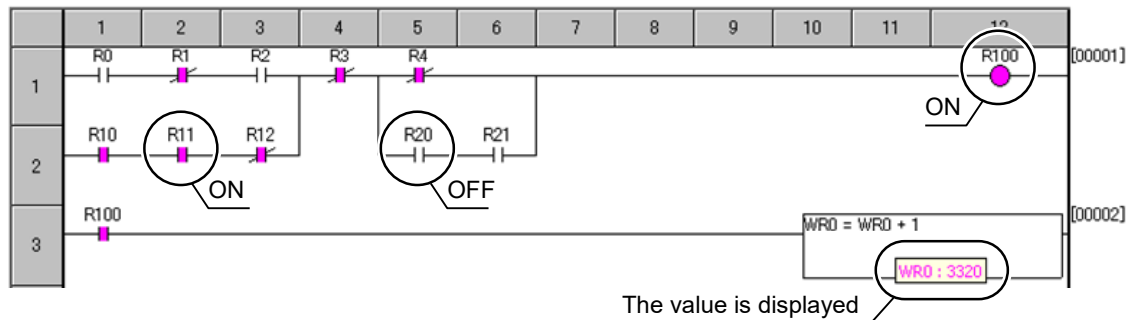 1 2 3 4 5 6 7 8 9 10 11
R0 R1 R2 R3 R4 R100 [00001]
1
ON
R10 R11 R12 R20 R21
2
ON OFF
R100 [00002]
WR0 = WR0 + 1
3
WR0 : 3320
The value is displayed